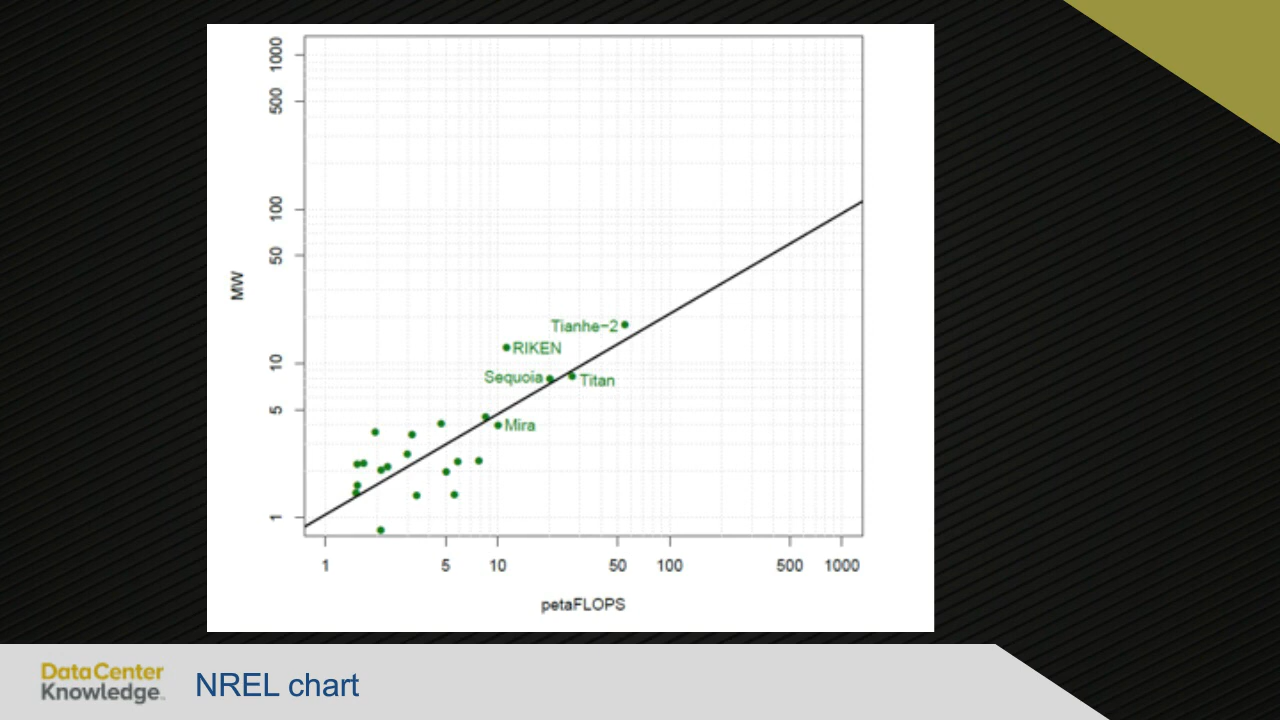 1000
500
100
50
10
5
1
MW
Tianhe−2
RIKEN
Sequoia
Titan
Mira
1 5 10 50 100 500 1000
petaFLOPS
DataCenter
Knowledge.
NREL chart